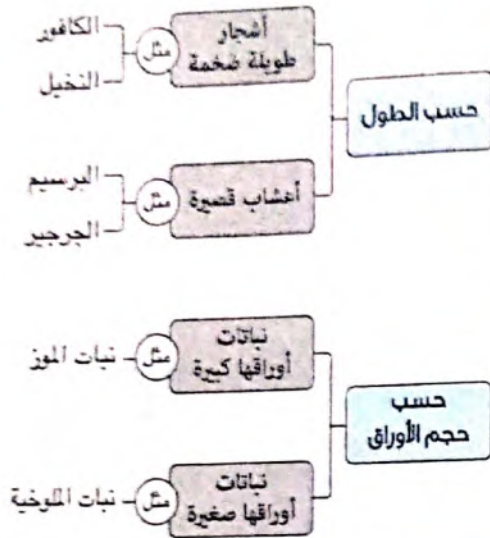 حسب الطول
أشجار
طويلة ضخمة
مثل
الكافور
النخيل
أعشاب قصيرة
مثل
البرسيم
الجرجير
حسب
حجم الأوراق
نباتات
أوراقها كبيرة
مثل
نبات الموز
نباتات
أوراقها صغيرة
مثل
نبات الملوخية